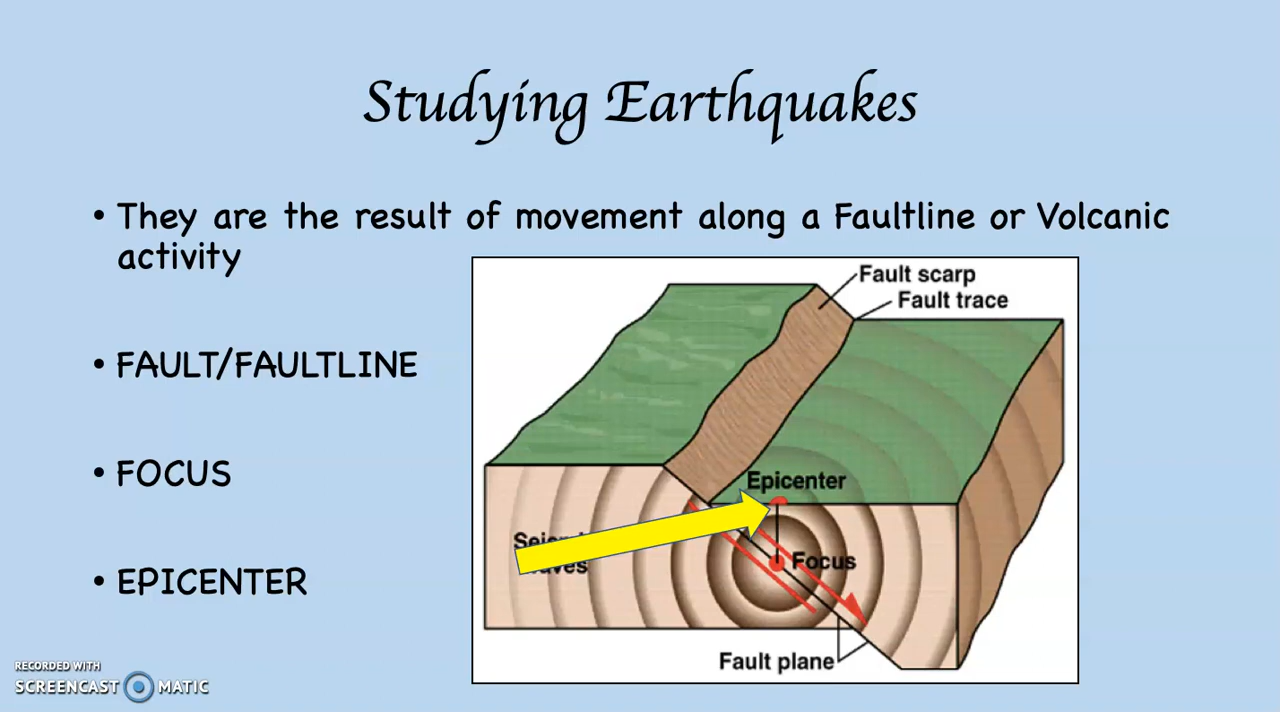 Studying Earthquakes
• They are the result of movement along a Faultline or Volcanic
activity
Fault scarp
Fault trace
• FAULT/FAULTLINE
• FOCUS
Epicenter
Focus
• EPICENTER
Fault plane
RECORDED WITH
SCREENCAST MATIC